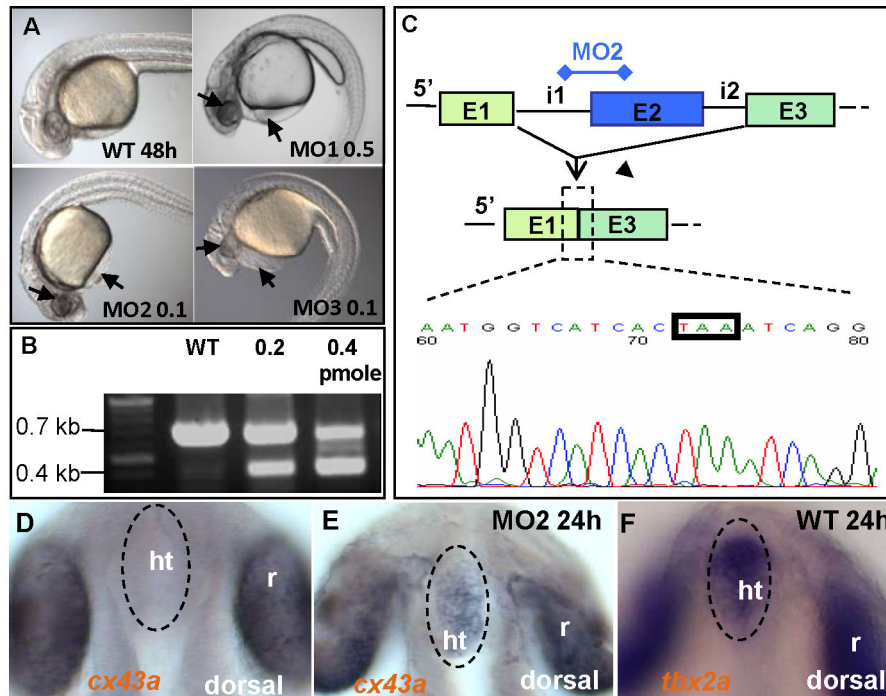 A
WT 48h
MO1 0.5
MO2 0.1
MO3 0.1
B
WT 0.2 0.4
pmole
0.7 kb
0.4 kb
C
MO2
5' E1 i1 E2 i2 E3
5' E1 E3
A A T G G T C A T C A C T A A A T C A G G
60 70 80
D
ht
r
cx43a dorsal
E MO2 24h
ht
r
cx43a dorsal
F WT 24h
ht
r
tbx2a dorsal